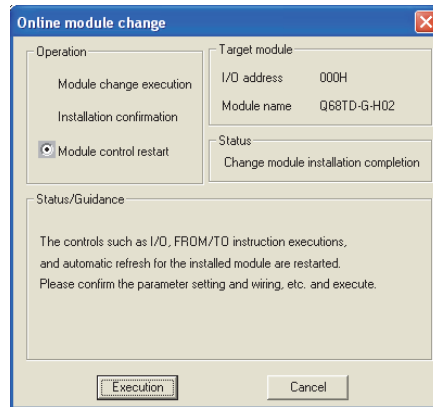 Online module change
Operation
Module change execution
Installation confirmation
Module control restart
Target module
I/O address 000H
Module name Q68TD-G-H02
Status
Change module installation completion
Status/Guidance
The controls such as I/O, FROM/TO instruction executions,
and automatic refresh for the installed module are restarted.
Please confirm the parameter setting and wiring, etc. and execute.
Execution
Cancel